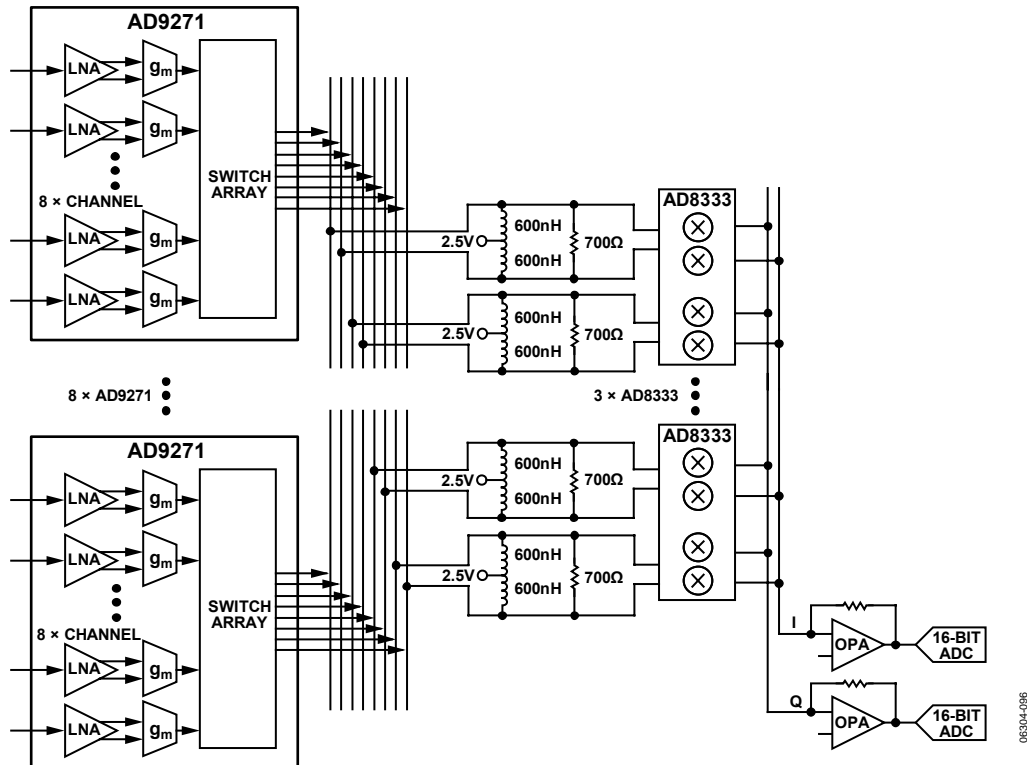 AD9271
LNA
gm
LNA
gm
8 × CHANNEL
LNA
gm
LNA
gm
SWITCH
ARRAY
8 × AD9271
AD9271
LNA
gm
LNA
gm
8 × CHANNEL
LNA
gm
LNA
gm
SWITCH
ARRAY
2.5V
600nH
600nH
700Ω
2.5V
600nH
600nH
700Ω
AD8333
3 × AD8333
2.5V
600nH
600nH
700Ω
2.5V
600nH
600nH
700Ω
AD8333
I
OPA
16-BIT
ADC
Q
OPA
16-BIT
ADC
06304-096